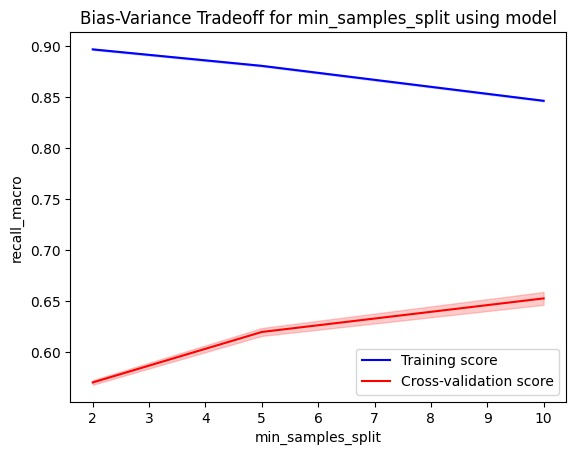 Bias-Variance Tradeoff for min_samples_split using model
0.90
0.85
0.80
0.75
0.70
0.65
0.60
recall_macro
Training score
Cross-validation score
2 3 4 5 6 7 8 9 10
min_samples_split